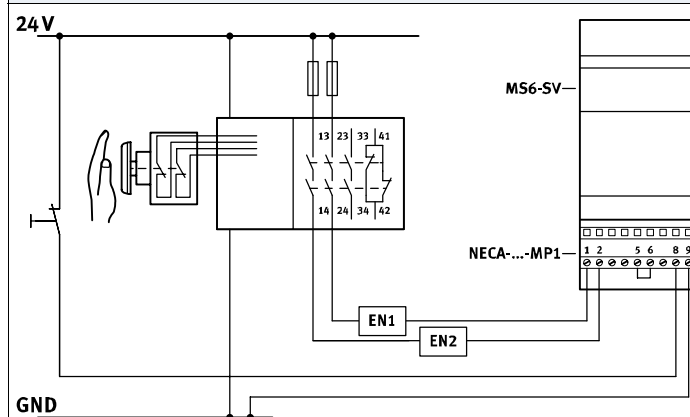 24 V
MS6-SV
13 23 33 41
14 24 34 42
NECA-...-MP1
1 2 5 6 8 9
EN1
EN2
GND